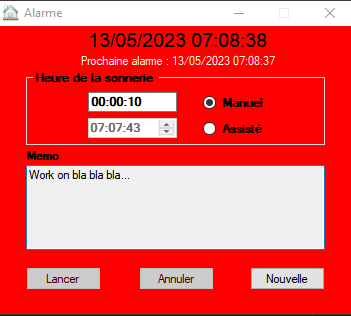 Alarme
13/05/2023 07:08:38
Prochaine alarme : 13/05/2023 07:08:37
Heure de la sonnerie
00:00:10 Manuel
07:07:43 Assisté
Memo
Work on bla bla bla...
Lancer Annuler Nouvelle